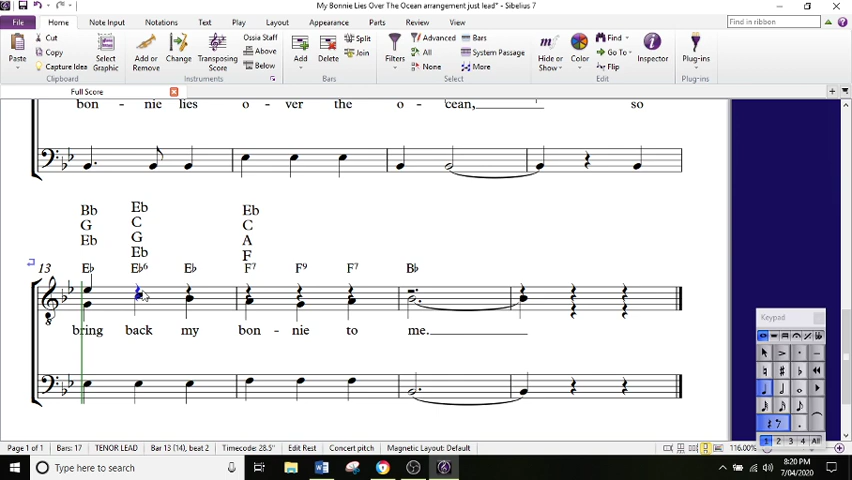 My Bonnie Lies Over The Ocean arrangement just lead* - Sibelius 7
File Home Note Input Notations Text Play Layout Appearance Parts Review View Find in ribbon
Paste Cut Copy Capture Idea Select Graphic Add or Remove Change Transposing Score Ossia Staff Above Below Add Delete Split Join Filters Advanced All None Bars System Passage More Hide or Show Color Find Go To Flip Inspector Plug-ins
Clipboard Instruments Bars Select Edit Plug-ins
Full Score
bon - nie lies o - ver the o - cean, so
Bb Eb Eb
G C C
Eb G A
Eb F
13 E♭ E♭6 E♭ F7 F9 F7 B♭
bring back my bon - nie to me.
Keypad
1 2 3 4 All
Page 1 of 1 Bars: 17 TENOR LEAD Bar 13 (14), beat 2 Timecode: 28.5" Edit Rest Concert pitch Magnetic Layout: Default 116.00%
Type here to search
8:20 PM
7/04/2020